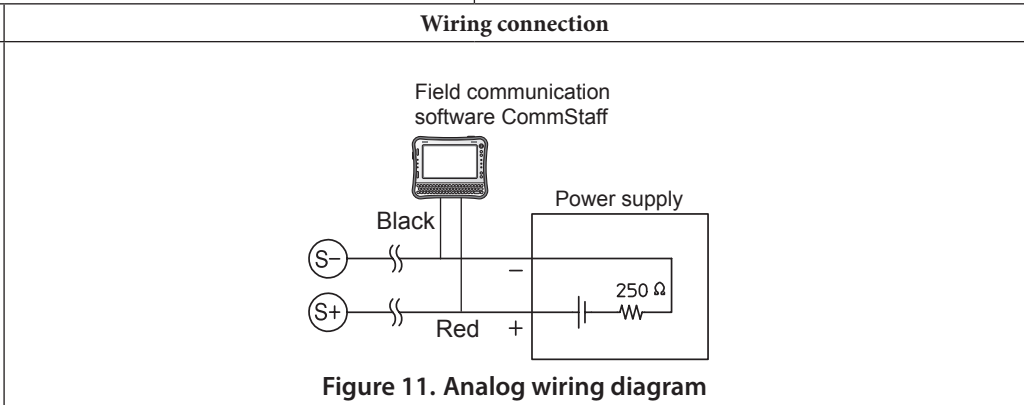 Wiring connection
Field communication
software CommStaff
Power supply
Black
S−
−
250 Ω
S+
Red
+
Figure 11. Analog wiring diagram